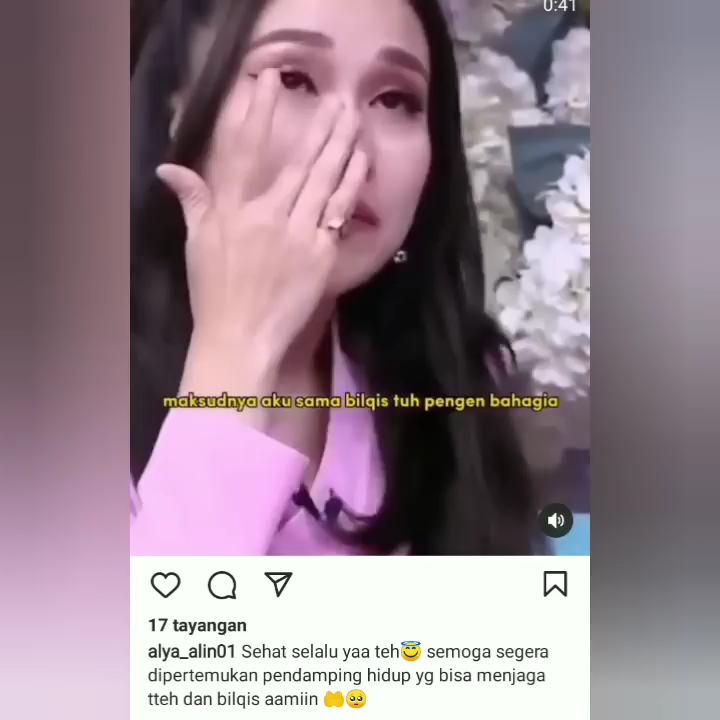 0:41
maksudnya aku sama bilqis tuh pengen bahagia
17 tayangan
alya_alin01 Sehat selalu yaa teh😇 semoga segera
dipertemukan pendamping hidup yg bisa menjaga
tteh dan bilqis aamiin 🤲🥺